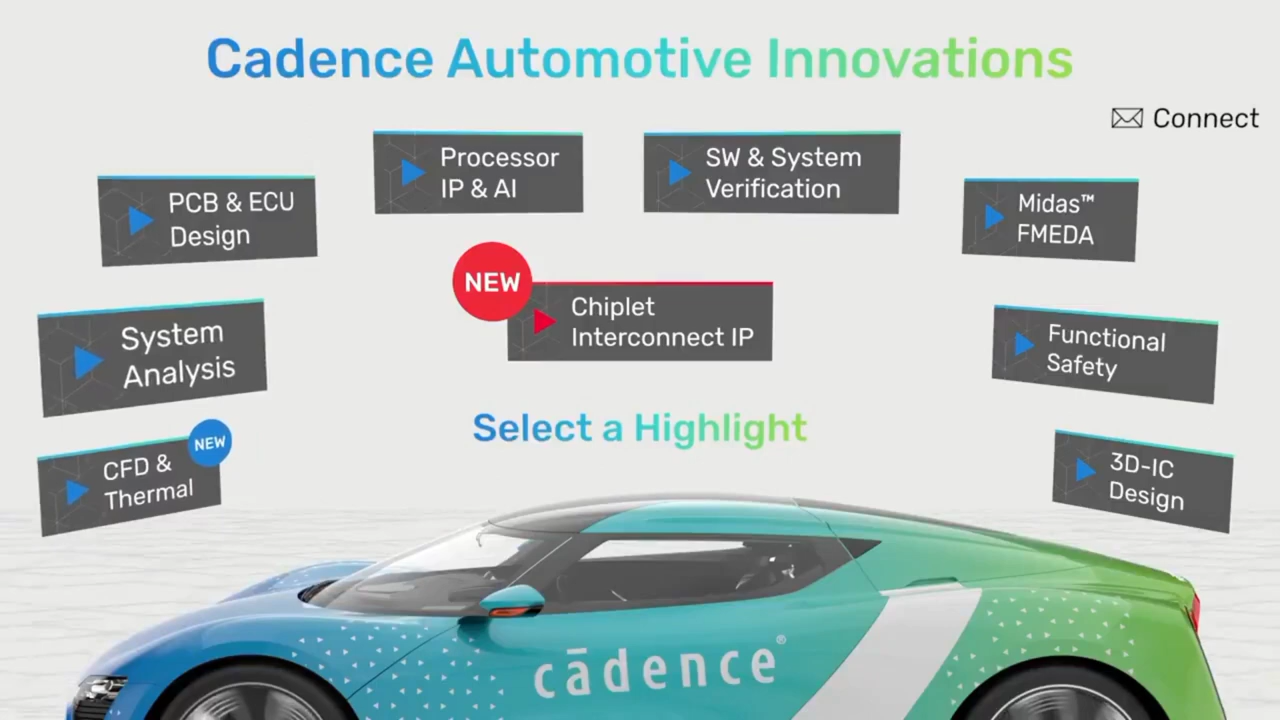 Cadence Automotive Innovations
Connect
Processor
IP & AI
SW & System
Verification
PCB & ECU
Design
Midas™
FMEDA
NEW
Chiplet
Interconnect IP
System
Analysis
Functional
Safety
Select a Highlight
NEW
CFD &
Thermal
3D-IC
Design
cādence®